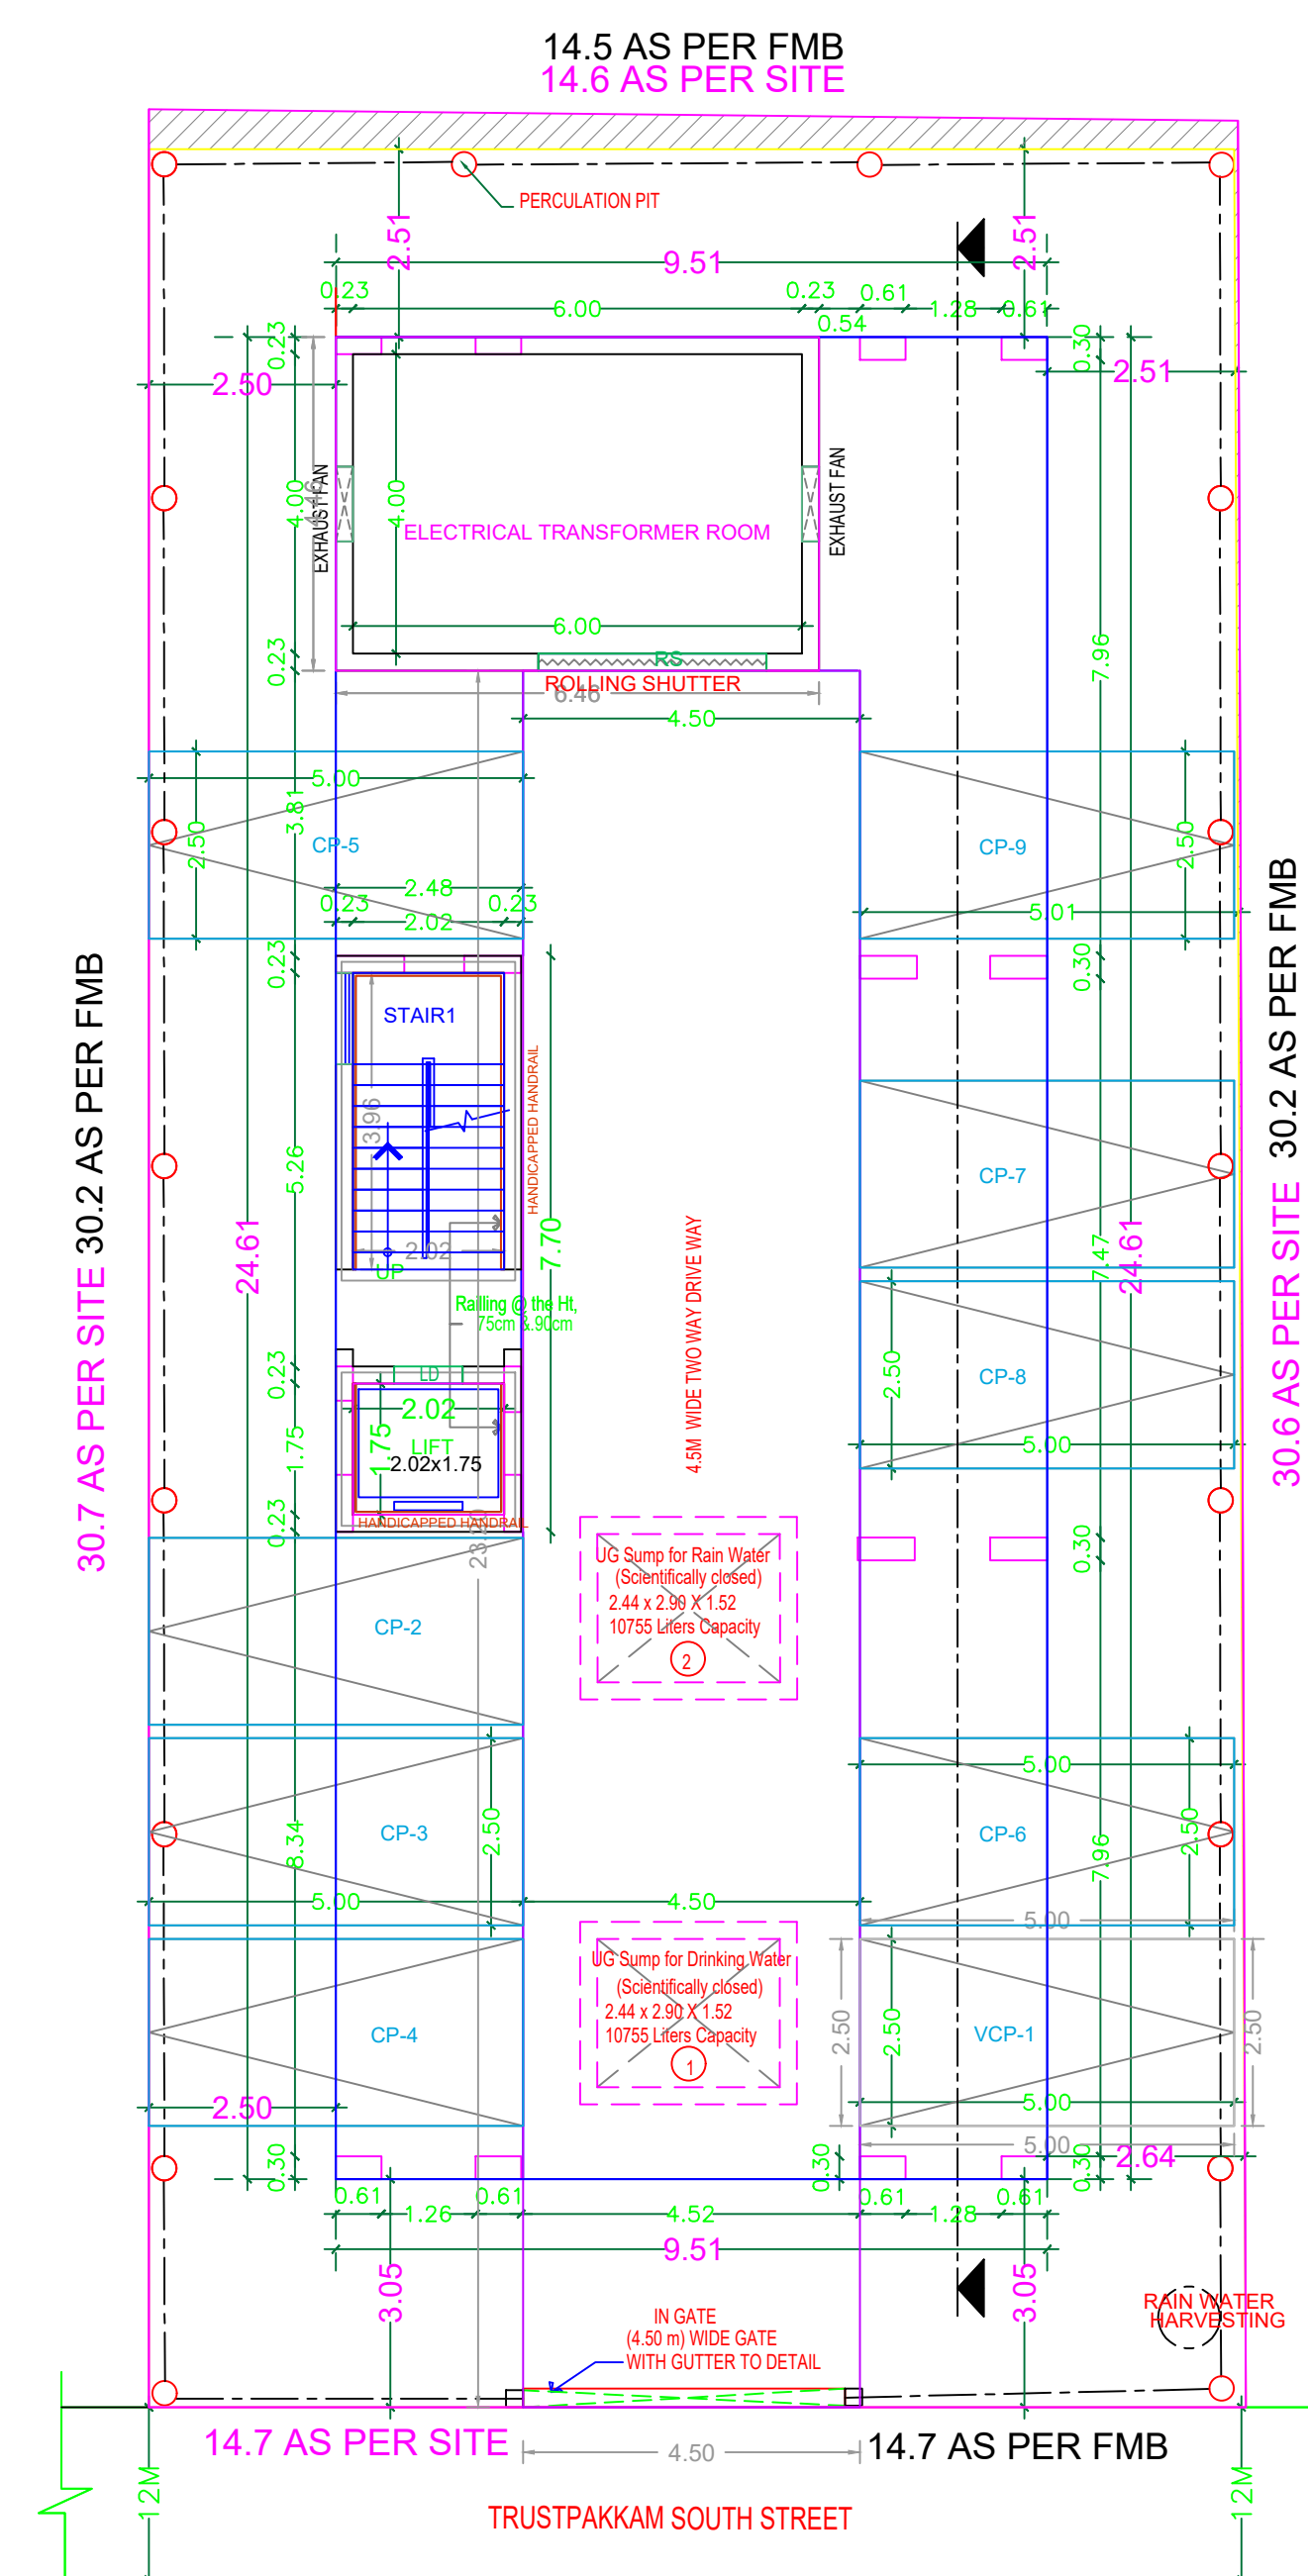 14.5 AS PER FMB
14.6 AS PER SITE
PERCULATION PIT
2.51
2.51
9.51
0.23
6.00
0.23
0.61
1.28
0.61
0.54
0.23
0.30
2.50
2.51
EXHAUST FAN
4.00
4.46
4.00
EXHAUST FAN
ELECTRICAL TRANSFORMER ROOM
6.00
0.23
7.96
RS
ROLLING SHUTTER
6.46
4.50
5.00
3.81
2.50
CP-5
CP-9
2.50
2.48
0.23
0.23
2.02
5.01
0.23
0.30
30.7 AS PER SITE 30.2 AS PER FMB
30.6 AS PER SITE 30.2 AS PER FMB
STAIR1
3.96
HANDICAPPED HANDRAIL
5.26
CP-7
24.61
2.02
UP
7.70
4.5M WIDE TWO WAY DRIVE WAY
7.47
24.61
Railling @ the Ht,
75cm &.90cm
0.23
LD
2.50
CP-8
2.02
1.75
1.75
LIFT
2.02x1.75
5.00
0.23
HANDICAPPED HANDRAIL
0.30
UG Sump for Rain Water
(Scientifically closed)
2.44 x 2.90 X 1.52
10755 Liters Capacity
2
CP-2
5.00
CP-3
2.50
8.34
CP-6
2.50
7.96
5.00
4.50
5.00
UG Sump for Drinking Water
(Scientifically closed)
2.44 x 2.90 X 1.52
10755 Liters Capacity
1
CP-4
2.50
2.50
VCP-1
2.50
2.50
5.00
5.00
2.64
0.30
0.30
0.30
0.61
1.26
0.61
4.52
0.61
1.28
0.61
9.51
3.05
3.05
RAIN WATER
HARVESTING
IN GATE
(4.50 m) WIDE GATE
WITH GUTTER TO DETAIL
14.7 AS PER SITE
4.50
14.7 AS PER FMB
12M
12M
TRUSTPAKKAM SOUTH STREET